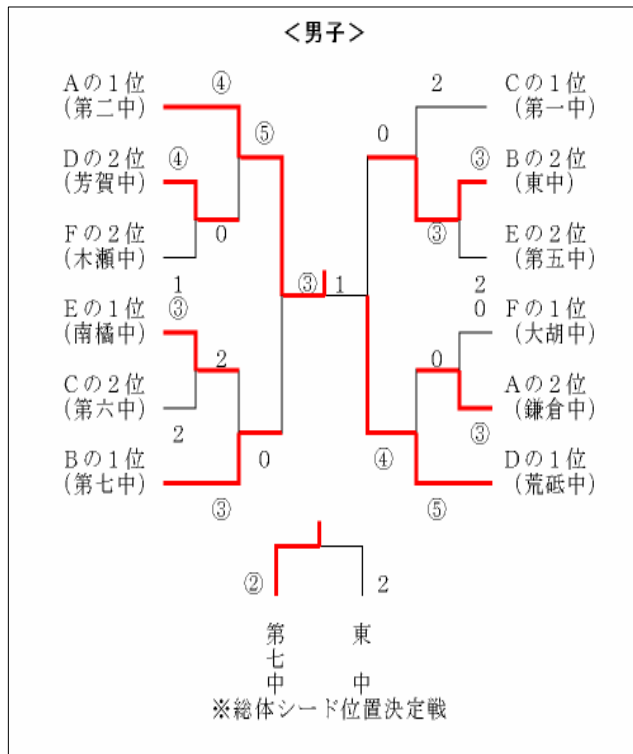 ＜男子＞
Aの1位
(第二中)
④
⑤
Dの2位
(芳賀中)
④
0
Fの2位
(木瀬中)
1
Eの1位
(南橘中)
③
2
Cの2位
(第六中)
2
Bの1位
(第七中)
③
0
③
1
2
Cの1位
(第一中)
0
③
Bの2位
(東中)
③
Eの2位
(第五中)
2
0
Fの1位
(大胡中)
0
Aの2位
(鎌倉中)
③
④
Dの1位
(荒砥中)
⑤
②
2
第七中
東中
※総体シード位置決定戦